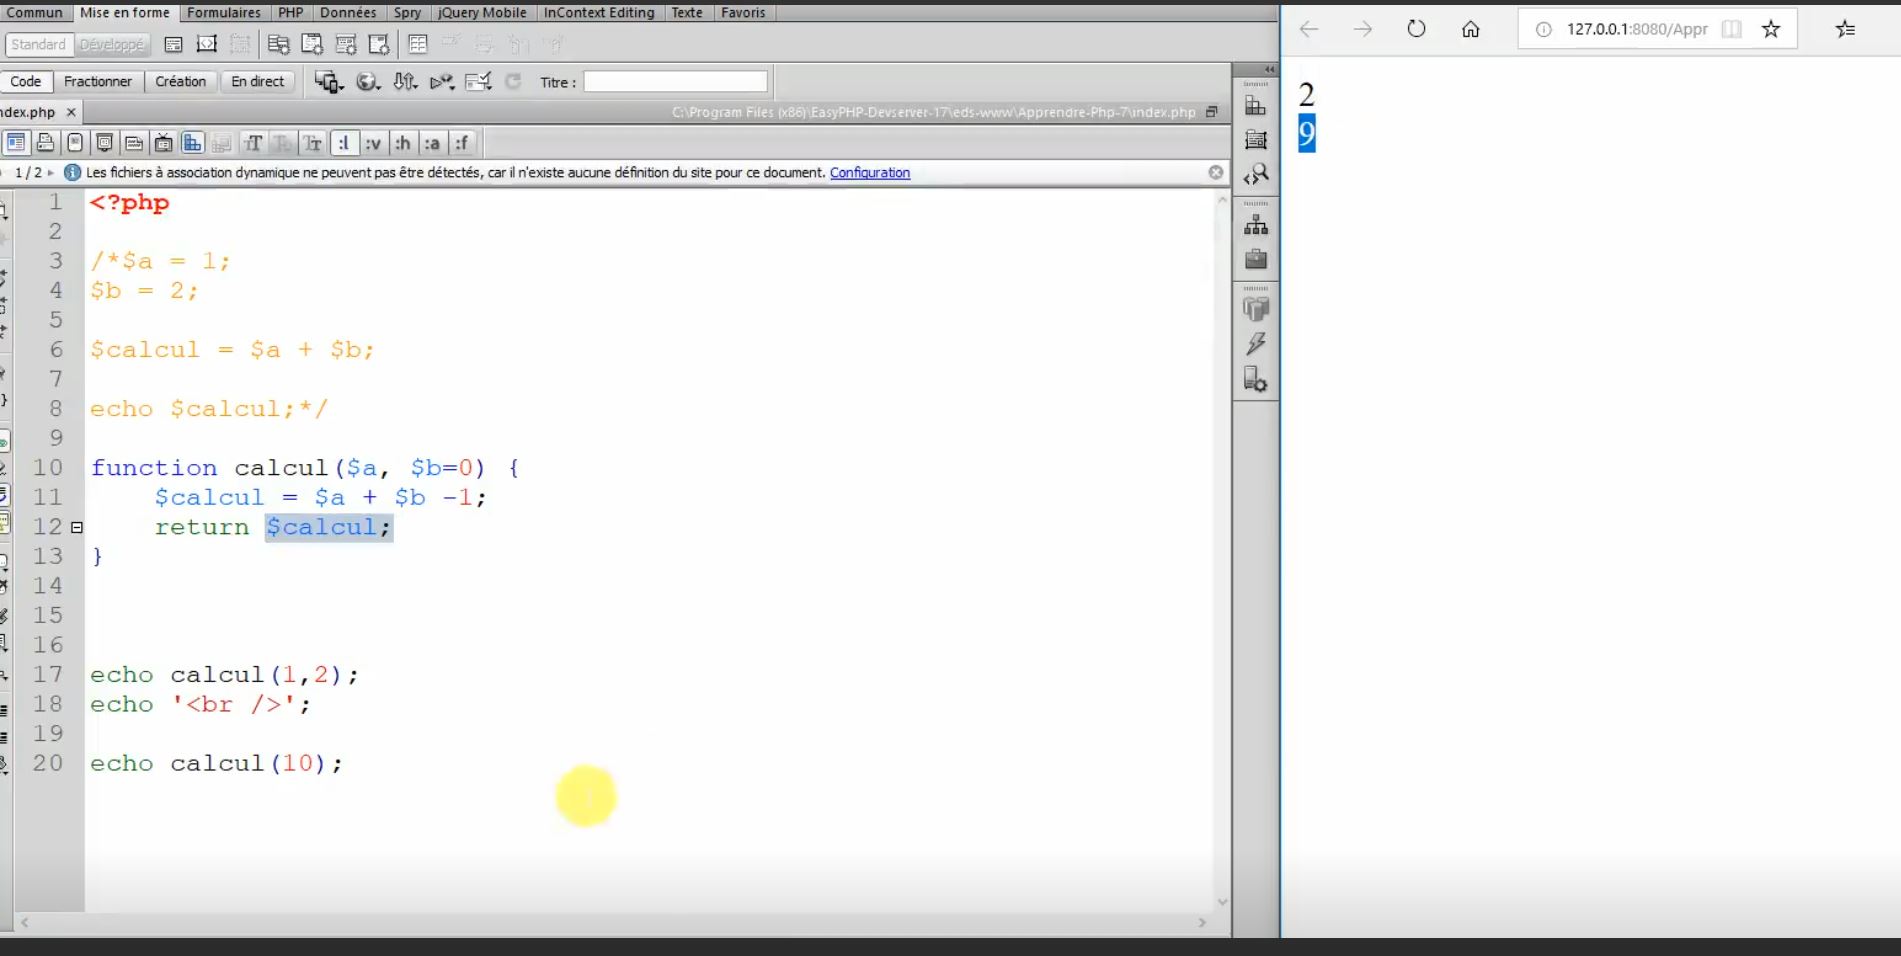 Commun Mise en forme Formulaires PHP Données Spry jQuery Mobile InContext Editing Texte Favoris
Standard Développé
127.0.0.1:8080/Appr
Code Fractionner Création En direct Titre :
ndex.php × C:\Program Files (x86)\EasyPHP-Devserver-17\eds-www\Apprendre-Php-7\index.php
:l :v :h :a :f
1 / 2 Les fichiers à association dynamique ne peuvent pas être détectés, car il n'existe aucune définition du site pour ce document. Configuration
1 <?php
2
3 /*$a = 1;
4 $b = 2;
5
6 $calcul = $a + $b;
7
8 echo $calcul;*/
9
10 function calcul($a, $b=0) {
11 $calcul = $a + $b -1;
12 return $calcul;
13 }
14
15
16
17 echo calcul(1,2);
18 echo '<br />';
19
20 echo calcul(10);
2
9